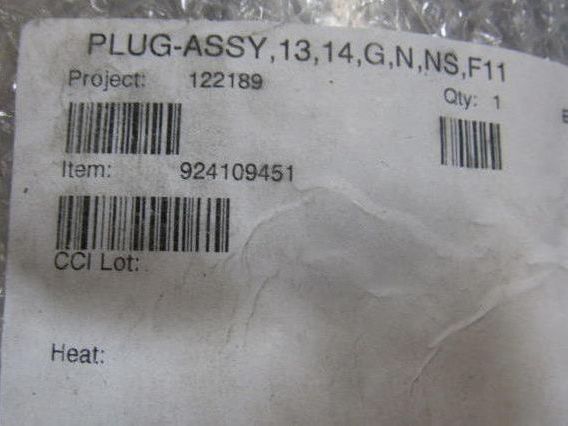 PLUG-ASSY,13,14,G,N,NS,F11
Project: 122189 Qty: 1
Item: 924109451
CCI Lot:
Heat: